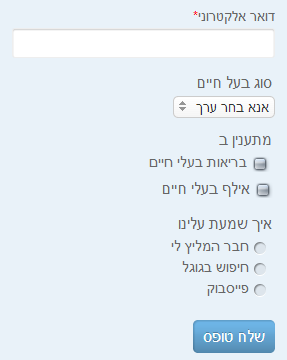 דואר אלקטרוני*
סוג בעל חיים
אנא בחר ערך
מתענין ב
בריאות בעלי חיים
אילף בעלי חיים
איך שמעת עלינו
חבר המליץ לי
חיפוש בגוגל
פייסבוק
שלח טופס